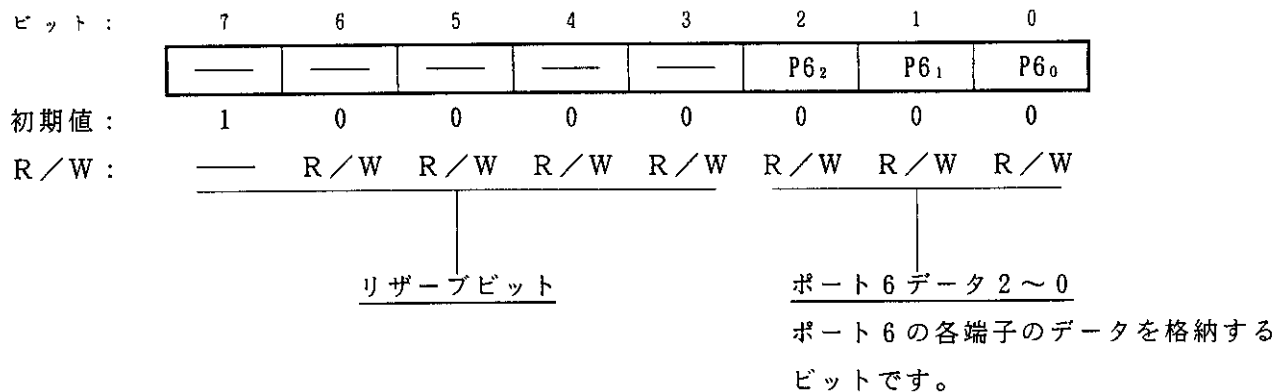 ビット： 7 6 5 4 3 2 1 0
── ── ── ── ── P6₂ P6₁ P6₀
初期値： 1 0 0 0 0 0 0 0
R／W： ── R／W R／W R／W R／W R／W R／W R／W
リザーブビット
ポート6データ2～0
ポート6の各端子のデータを格納する
ビットです。